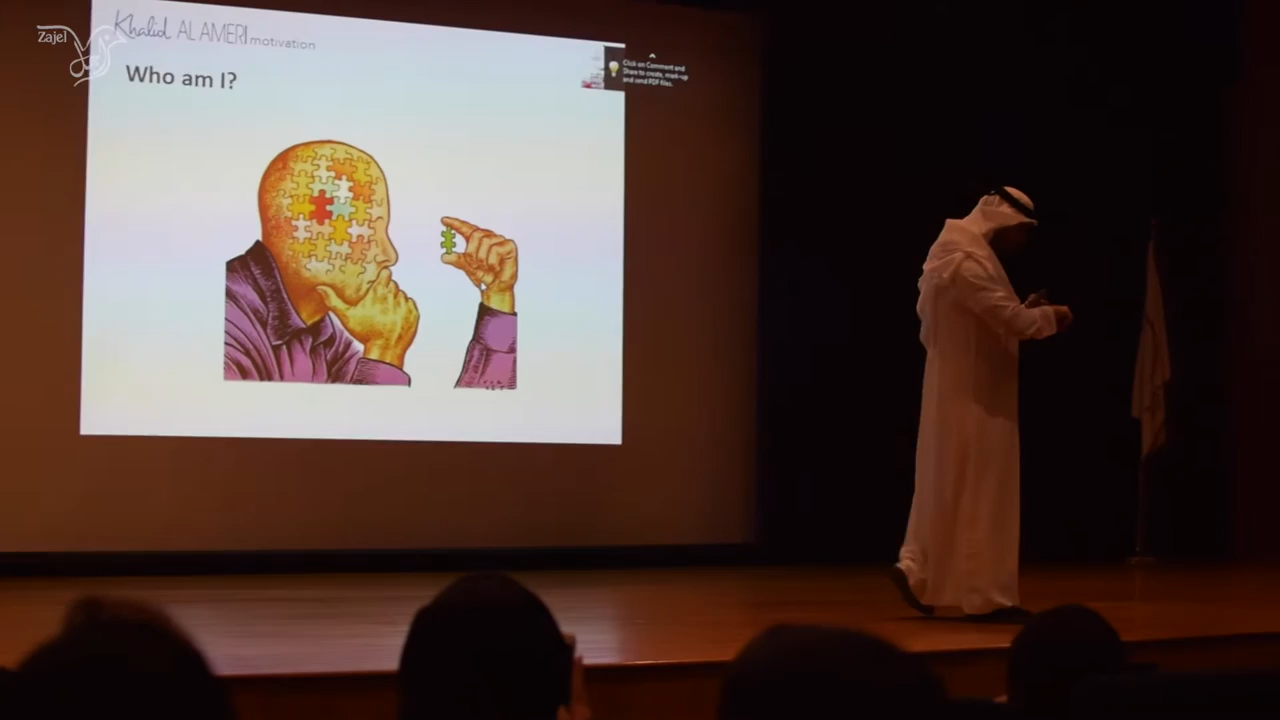 Zajel
زاجل
Khalid AL AMERI motivation
Who am I?
Click on Comment and
Share to create, mark-up
and send PDF files.